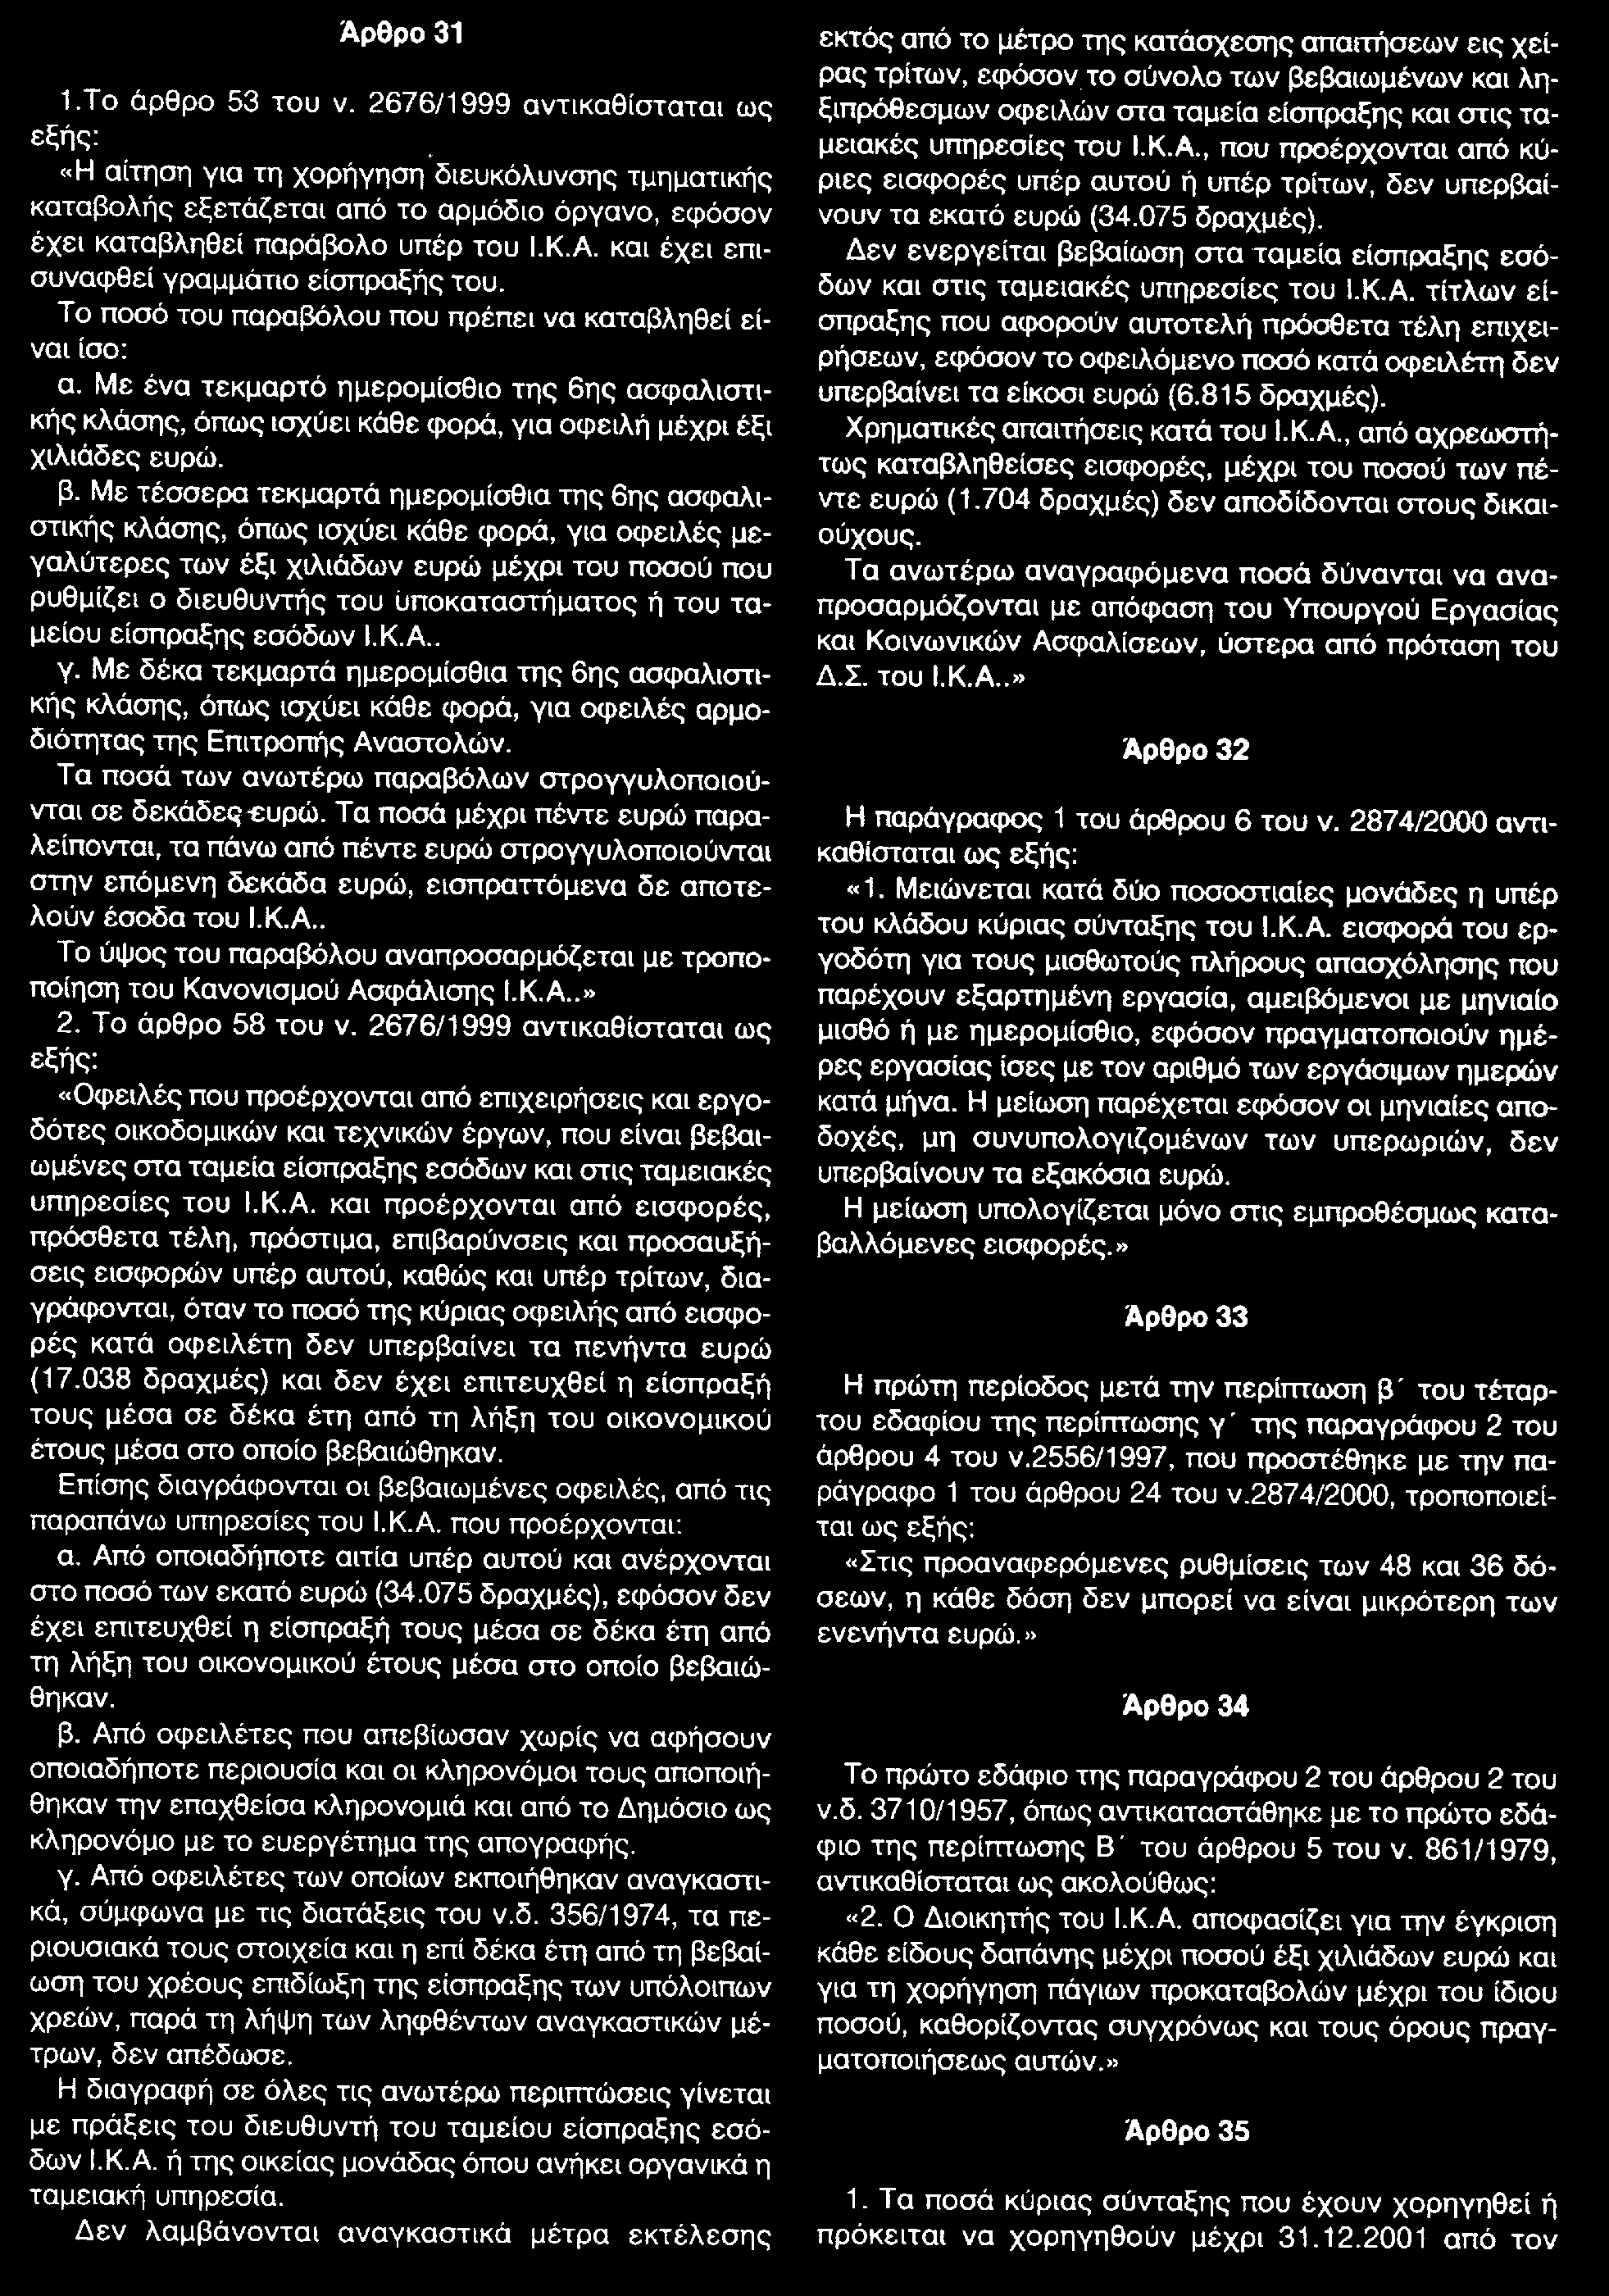 Άρθρο 31
1.Το άρθρο 53 του ν. 2676/1999 αντικαθίσταται ως
εξής:
«Η αίτηση για τη χορήγηση διευκόλυνσης τμηματικής
καταβολής εξετάζεται από το αρμόδιο όργανο, εφόσον
έχει καταβληθεί παράβολο υπέρ του Ι.Κ.Α. και έχει επι-
συναφθεί γραμμάτιο είσπραξής του.
Το ποσό του παραβόλου που πρέπει να καταβληθεί εί-
ναι ίσο:
α. Με ένα τεκμαρτό ημερομίσθιο της 6ης ασφαλιστι-
κής κλάσης, όπως ισχύει κάθε φορά, για οφειλή μέχρι έξι
χιλιάδες ευρώ.
β. Με τέσσερα τεκμαρτά ημερομίσθια της 6ης ασφαλι-
στικής κλάσης, όπως ισχύει κάθε φορά, για οφειλές με-
γαλύτερες των έξι χιλιάδων ευρώ μέχρι του ποσού που
ρυθμίζει ο διευθυντής του υποκαταστήματος ή του τα-
μείου είσπραξης εσόδων Ι.Κ.Α..
γ. Με δέκα τεκμαρτά ημερομίσθια της 6ης ασφαλιστι-
κής κλάσης, όπως ισχύει κάθε φορά, για οφειλές αρμο-
διότητας της Επιτροπής Αναστολών.
Τα ποσά των ανωτέρω παραβόλων στρογγυλοποιού-
νται σε δεκάδες ευρώ. Τα ποσά μέχρι πέντε ευρώ παρα-
λείπονται, τα πάνω από πέντε ευρώ στρογγυλοποιούνται
στην επόμενη δεκάδα ευρώ, εισπραττόμενα δε αποτε-
λούν έσοδα του Ι.Κ.Α..
Το ύψος του παραβόλου αναπροσαρμόζεται με τροπο-
ποίηση του Κανονισμού Ασφάλισης Ι.Κ.Α..»
2. Το άρθρο 58 του ν. 2676/1999 αντικαθίσταται ως
εξής:
«Οφειλές που προέρχονται από επιχειρήσεις και εργο-
δότες οικοδομικών και τεχνικών έργων, που είναι βεβαι-
ωμένες στα ταμεία είσπραξης εσόδων και στις ταμειακές
υπηρεσίες του Ι.Κ.Α. και προέρχονται από εισφορές,
πρόσθετα τέλη, πρόστιμα, επιβαρύνσεις και προσαυξή-
σεις εισφορών υπέρ αυτού, καθώς και υπέρ τρίτων, δια-
γράφονται, όταν το ποσό της κύριας οφειλής από εισφο-
ρές κατά οφειλέτη δεν υπερβαίνει τα πενήντα ευρώ
(17.038 δραχμές) και δεν έχει επιτευχθεί η είσπραξή
τους μέσα σε δέκα έτη από τη λήξη του οικονομικού
έτους μέσα στο οποίο βεβαιώθηκαν.
Επίσης διαγράφονται οι βεβαιωμένες οφειλές, από τις
παραπάνω υπηρεσίες του Ι.Κ.Α. που προέρχονται:
α. Από οποιαδήποτε αιτία υπέρ αυτού και ανέρχονται
στο ποσό των εκατό ευρώ (34.075 δραχμές), εφόσον δεν
έχει επιτευχθεί η είσπραξή τους μέσα σε δέκα έτη από
τη λήξη του οικονομικού έτους μέσα στο οποίο βεβαιώ-
θηκαν.
β. Από οφειλέτες που απεβίωσαν χωρίς να αφήσουν
οποιαδήποτε περιουσία και οι κληρονόμοι τους αποποιή-
θηκαν την επαχθείσα κληρονομιά και από το Δημόσιο ως
κληρονόμο με το ευεργέτημα της απογραφής.
γ. Από οφειλέτες των οποίων εκποιήθηκαν αναγκαστι-
κά, σύμφωνα με τις διατάξεις του ν.δ. 356/1974, τα πε-
ριουσιακά τους στοιχεία και η επί δέκα έτη από τη βεβαί-
ωση του χρέους επιδίωξη της είσπραξης των υπόλοιπων
χρεών, παρά τη λήψη των ληφθέντων αναγκαστικών μέ-
τρων, δεν απέδωσε.
Η διαγραφή σε όλες τις ανωτέρω περιπτώσεις γίνεται
με πράξεις του διευθυντή του ταμείου είσπραξης εσό-
δων Ι.Κ.Α. ή της οικείας μονάδας όπου ανήκει οργανικά η
ταμειακή υπηρεσία.
Δεν λαμβάνονται αναγκαστικά μέτρα εκτέλεσης
εκτός από το μέτρο της κατάσχεσης απαιτήσεων εις χεί-
ρας τρίτων, εφόσον το σύνολο των βεβαιωμένων και λη-
ξιπρόθεσμων οφειλών στα ταμεία είσπραξης και στις τα-
μειακές υπηρεσίες του Ι.Κ.Α., που προέρχονται από κύ-
ριες εισφορές υπέρ αυτού ή υπέρ τρίτων, δεν υπερβαί-
νουν τα εκατό ευρώ (34.075 δραχμές).
Δεν ενεργείται βεβαίωση στα ταμεία είσπραξης εσό-
δων και στις ταμειακές υπηρεσίες του Ι.Κ.Α. τίτλων εί-
σπραξης που αφορούν αυτοτελή πρόσθετα τέλη επιχει-
ρήσεων, εφόσον το οφειλόμενο ποσό κατά οφειλέτη δεν
υπερβαίνει τα είκοσι ευρώ (6.815 δραχμές).
Χρηματικές απαιτήσεις κατά του Ι.Κ.Α., από αχρεωστή-
τως καταβληθείσες εισφορές, μέχρι του ποσού των πέ-
ντε ευρώ (1.704 δραχμές) δεν αποδίδονται στους δικαι-
ούχους.
Τα ανωτέρω αναγραφόμενα ποσά δύνανται να ανα-
προσαρμόζονται με απόφαση του Υπουργού Εργασίας
και Κοινωνικών Ασφαλίσεων, ύστερα από πρόταση του
Δ.Σ. του Ι.Κ.Α..»
Άρθρο 32
Η παράγραφος 1 του άρθρου 6 του ν. 2874/2000 αντι-
καθίσταται ως εξής:
«1. Μειώνεται κατά δύο ποσοστιαίες μονάδες η υπέρ
του κλάδου κύριας σύνταξης του Ι.Κ.Α. εισφορά του ερ-
γοδότη για τους μισθωτούς πλήρους απασχόλησης που
παρέχουν εξαρτημένη εργασία, αμειβόμενοι με μηνιαίο
μισθό ή με ημερομίσθιο, εφόσον πραγματοποιούν ημέ-
ρες εργασίας ίσες με τον αριθμό των εργάσιμων ημερών
κατά μήνα. Η μείωση παρέχεται εφόσον οι μηνιαίες απο-
δοχές, μη συνυπολογιζομένων των υπερωριών, δεν
υπερβαίνουν τα εξακόσια ευρώ.
Η μείωση υπολογίζεται μόνο στις εμπροθέσμως κατα-
βαλλόμενες εισφορές.»
Άρθρο 33
Η πρώτη περίοδος μετά την περίπτωση β΄ του τέταρ-
του εδαφίου της περίπτωσης γ΄ της παραγράφου 2 του
άρθρου 4 του ν.2556/1997, που προστέθηκε με την πα-
ράγραφο 1 του άρθρου 24 του ν.2874/2000, τροποποιεί-
ται ως εξής:
«Στις προαναφερόμενες ρυθμίσεις των 48 και 36 δό-
σεων, η κάθε δόση δεν μπορεί να είναι μικρότερη των
ενενήντα ευρώ.»
Άρθρο 34
Το πρώτο εδάφιο της παραγράφου 2 του άρθρου 2 του
ν.δ. 3710/1957, όπως αντικαταστάθηκε με το πρώτο εδά-
φιο της περίπτωσης Β΄ του άρθρου 5 του ν. 861/1979,
αντικαθίσταται ως ακολούθως:
«2. Ο Διοικητής του Ι.Κ.Α. αποφασίζει για την έγκριση
κάθε είδους δαπάνης μέχρι ποσού έξι χιλιάδων ευρώ και
για τη χορήγηση πάγιων προκαταβολών μέχρι του ίδιου
ποσού, καθορίζοντας συγχρόνως και τους όρους πραγ-
ματοποιήσεως αυτών.»
Άρθρο 35
1. Τα ποσά κύριας σύνταξης που έχουν χορηγηθεί ή
πρόκειται να χορηγηθούν μέχρι 31.12.2001 από τον